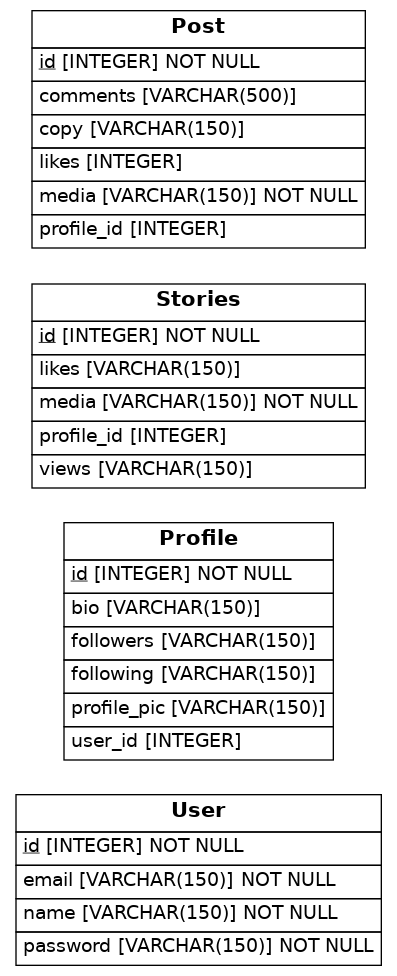 Post
id [INTEGER] NOT NULL
comments [VARCHAR(500)]
copy [VARCHAR(150)]
likes [INTEGER]
media [VARCHAR(150)] NOT NULL
profile_id [INTEGER]
Stories
id [INTEGER] NOT NULL
likes [VARCHAR(150)]
media [VARCHAR(150)] NOT NULL
profile_id [INTEGER]
views [VARCHAR(150)]
Profile
id [INTEGER] NOT NULL
bio [VARCHAR(150)]
followers [VARCHAR(150)]
following [VARCHAR(150)]
profile_pic [VARCHAR(150)]
user_id [INTEGER]
User
id [INTEGER] NOT NULL
email [VARCHAR(150)] NOT NULL
name [VARCHAR(150)] NOT NULL
password [VARCHAR(150)] NOT NULL